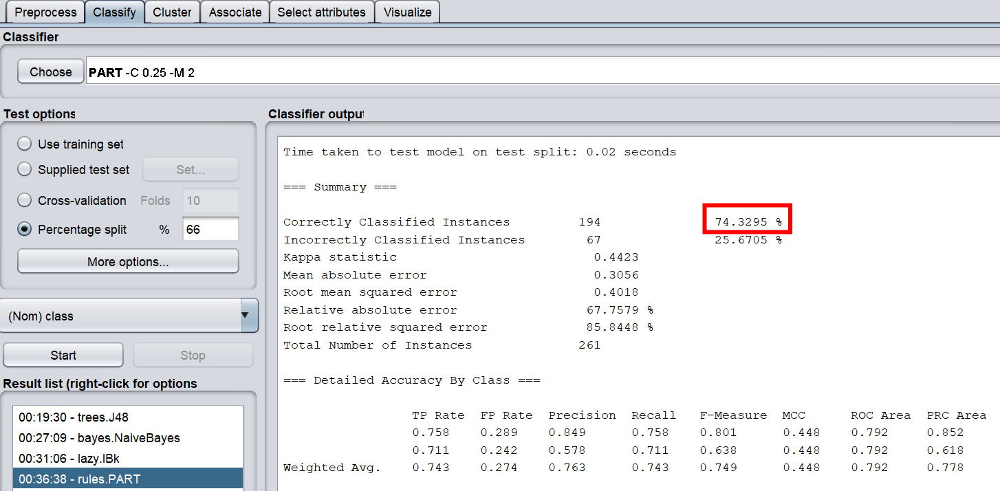 Preprocess Classify Cluster Associate Select attributes Visualize
Classifier
Choose PART -C 0.25 -M 2
Test options
Use training set
Supplied test set Set...
Cross-validation Folds 10
Percentage split % 66
More options...
(Nom) class
Start Stop
Result list (right-click for options
00:19:30 - trees.J48
00:27:09 - bayes.NaiveBayes
00:31:06 - lazy.IBk
00:36:38 - rules.PART
Classifier output
Time taken to test model on test split: 0.02 seconds
=== Summary ===
Correctly Classified Instances 194 74.3295 %
Incorrectly Classified Instances 67 25.6705 %
Kappa statistic 0.4423
Mean absolute error 0.3056
Root mean squared error 0.4018
Relative absolute error 67.7579 %
Root relative squared error 85.8448 %
Total Number of Instances 261
=== Detailed Accuracy By Class ===
TP Rate FP Rate Precision Recall F-Measure MCC ROC Area PRC Area
0.758 0.289 0.849 0.758 0.801 0.448 0.792 0.852
0.711 0.242 0.578 0.711 0.638 0.448 0.792 0.618
Weighted Avg. 0.743 0.274 0.763 0.743 0.749 0.448 0.792 0.778